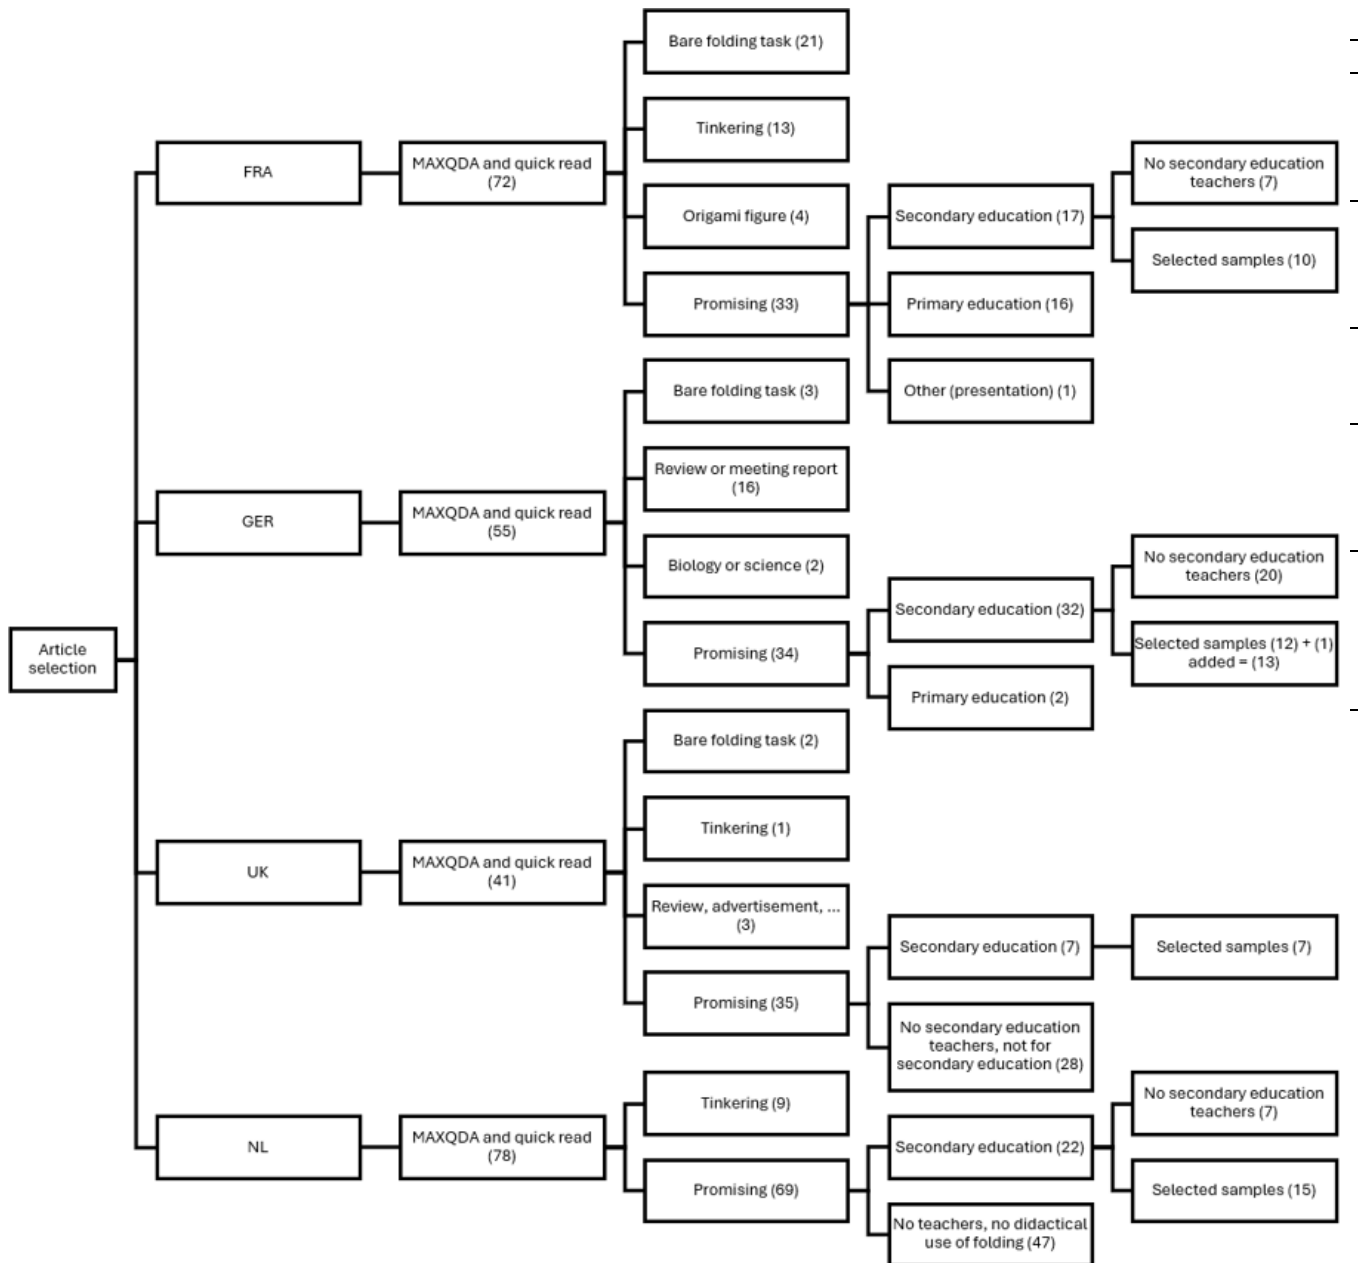 Article
selection
FRA
MAXQDA and quick read
(72)
Bare folding task (21)
Tinkering (13)
Origami figure (4)
Promising (33)
Secondary education (17)
No secondary education
teachers (7)
Selected samples (10)
Primary education (16)
Other (presentation) (1)
GER
MAXQDA and quick read
(55)
Bare folding task (3)
Review or meeting report
(16)
Biology or science (2)
Promising (34)
Secondary education (32)
No secondary education
teachers (20)
Selected samples (12) + (1)
added = (13)
Primary education (2)
UK
MAXQDA and quick read
(41)
Bare folding task (2)
Tinkering (1)
Review, advertisement, ...
(3)
Promising (35)
Secondary education (7)
Selected samples (7)
No secondary education
teachers, not for
secondary education (28)
NL
MAXQDA and quick read
(78)
Tinkering (9)
Promising (69)
Secondary education (22)
No secondary education
teachers (7)
Selected samples (15)
No teachers, no didactical
use of folding (47)